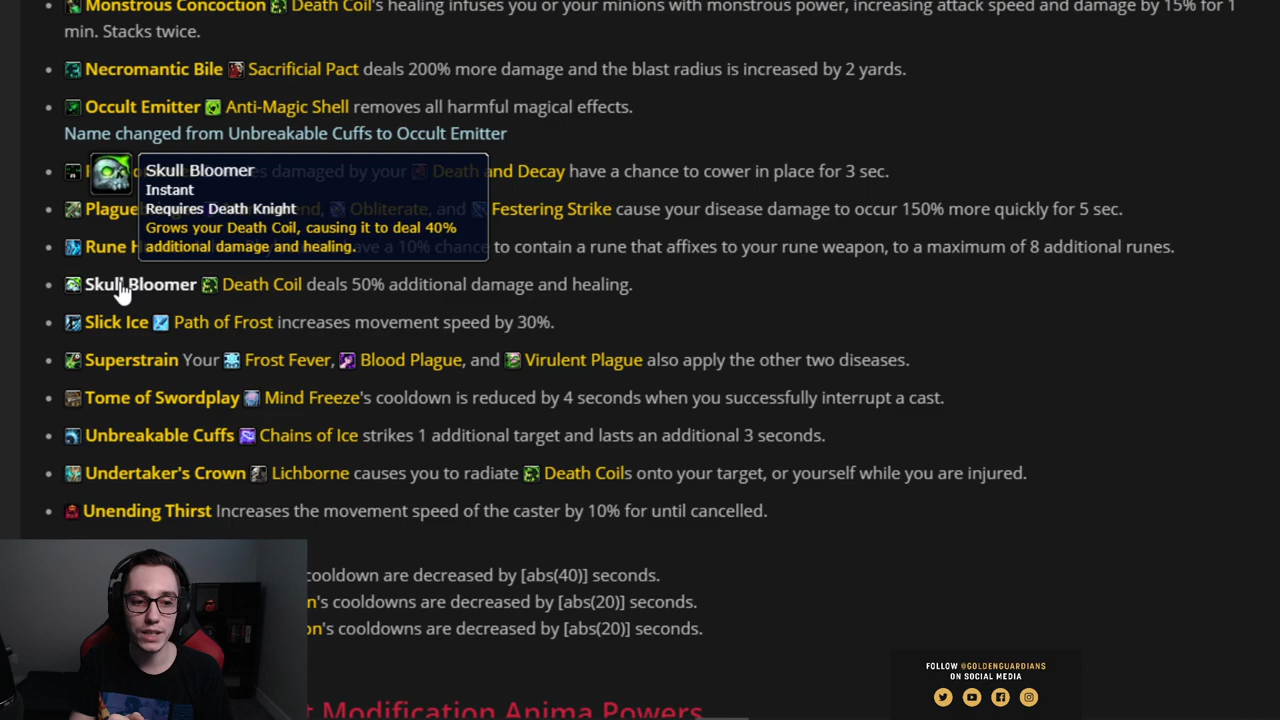 Monstrous Concoction Death Coil's healing infuses you or your minions with monstrous power, increasing attack speed and damage by 15% for 1
min. Stacks twice.
Necromantic Bile Sacrificial Pact deals 200% more damage and the blast radius is increased by 2 yards.
Occult Emitter Anti-Magic Shell removes all harmful magical effects.
Name changed from Unbreakable Cuffs to Occult Emitter
Skull Bloomer
Instant
Requires Death Knight
Grows your Death Coil, causing it to deal 40%
additional damage and healing.
damaged by your Death and Decay have a chance to cower in place for 3 sec.
Obliterate, and Festering Strike cause your disease damage to occur 150% more quickly for 5 sec.
Rune have a 10% chance to contain a rune that affixes to your rune weapon, to a maximum of 8 additional runes.
Skull Bloomer Death Coil deals 50% additional damage and healing.
Slick Ice Path of Frost increases movement speed by 30%.
Superstrain Your Frost Fever, Blood Plague, and Virulent Plague also apply the other two diseases.
Tome of Swordplay Mind Freeze's cooldown is reduced by 4 seconds when you successfully interrupt a cast.
Unbreakable Cuffs Chains of Ice strikes 1 additional target and lasts an additional 3 seconds.
Undertaker's Crown Lichborne causes you to radiate Death Coils onto your target, or yourself while you are injured.
Unending Thirst Increases the movement speed of the caster by 10% for until cancelled.
cooldown are decreased by [abs(40)] seconds.
n's cooldowns are decreased by [abs(20)] seconds.
on's cooldowns are decreased by [abs(20)] seconds.
t Modification Anima Powers
FOLLOW @GOLDENGUARDIANS
ON SOCIAL MEDIA